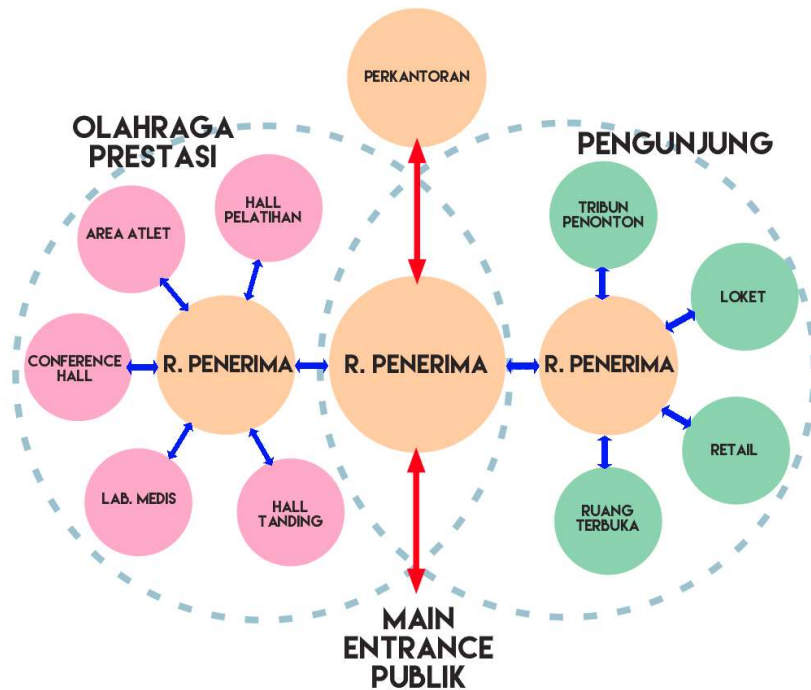 PERKANTORAN
OLAHRAGA
PRESTASI
PENGUNJUNG
HALL
PELATIHAN
AREA ATLET
CONFERENCE
HALL
LAB. MEDIS
HALL
TANDING
R. PENERIMA
R. PENERIMA
R. PENERIMA
TRIBUN
PENONTON
LOKET
RETAIL
RUANG
TERBUKA
MAIN
ENTRANCE
PUBLIK